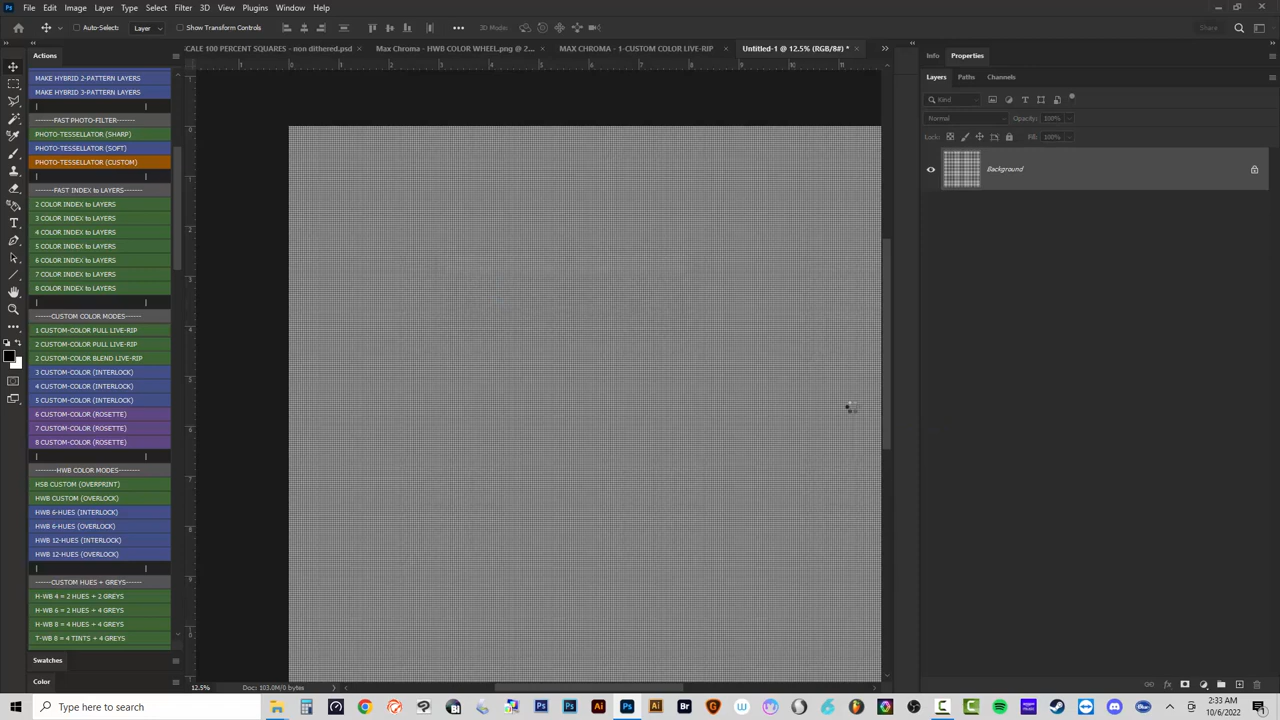 File Edit Image Layer Type Select Filter 3D View Plugins Window Help
Auto-Select: Layer Show Transform Controls 3D Mode: Share
Actions
SCALE 100 PERCENT SQUARES - non dithered.psd Max Chroma - HWB COLOR WHEEL.png @ 2... MAX CHROMA - 1-CUSTOM COLOR LIVE-RIP Untitled-1 @ 12.5% (RGB/8#) *
Info Properties
Layers Paths Channels
MAKE HYBRID 2-PATTERN LAYERS
MAKE HYBRID 3-PATTERN LAYERS
------FAST PHOTO-FILTER------
PHOTO-TESSELLATOR (SHARP)
PHOTO-TESSELLATOR (SOFT)
PHOTO-TESSELLATOR (CUSTOM)
-------FAST INDEX to LAYERS-------
2 COLOR INDEX to LAYERS
3 COLOR INDEX to LAYERS
4 COLOR INDEX to LAYERS
5 COLOR INDEX to LAYERS
6 COLOR INDEX to LAYERS
7 COLOR INDEX to LAYERS
8 COLOR INDEX to LAYERS
------CUSTOM COLOR MODES-----
1 CUSTOM-COLOR PULL LIVE-RIP
2 CUSTOM-COLOR PULL LIVE-RIP
2 CUSTOM-COLOR BLEND LIVE-RIP
3 CUSTOM-COLOR (INTERLOCK)
4 CUSTOM-COLOR (INTERLOCK)
5 CUSTOM-COLOR (INTERLOCK)
6 CUSTOM-COLOR (ROSETTE)
7 CUSTOM-COLOR (ROSETTE)
8 CUSTOM-COLOR (ROSETTE)
--------HWB COLOR MODES--------
HSB CUSTOM (OVERPRINT)
HWB CUSTOM (OVERLOCK)
HWB 6-HUES (INTERLOCK)
HWB 6-HUES (OVERLOCK)
HWB 12-HUES (INTERLOCK)
HWB 12-HUES (OVERLOCK)
------CUSTOM HUES + GREYS------
H-WB 4 = 2 HUES + 2 GREYS
H-WB 6 = 2 HUES + 4 GREYS
H-WB 8 = 4 HUES + 4 GREYS
T-WB 8 = 4 TINTS + 4 GREYS
Swatches
Color
Kind
Normal Opacity: 100%
Lock: Fill: 100%
Background
12.5% Doc: 103.0M/0 bytes
Type here to search
2:33 AM
10/6/2022